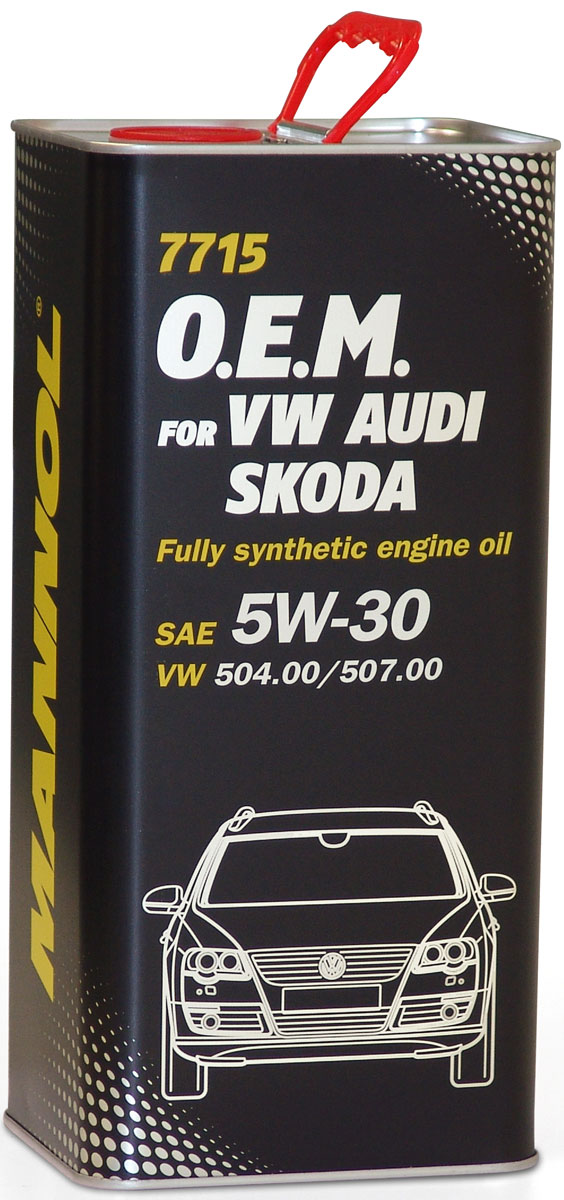 7715
O.E.M.
FOR VW AUDI
SKODA
Fully synthetic engine oil
SAE 5W-30
VW 504.00/507.00
MANNOL®